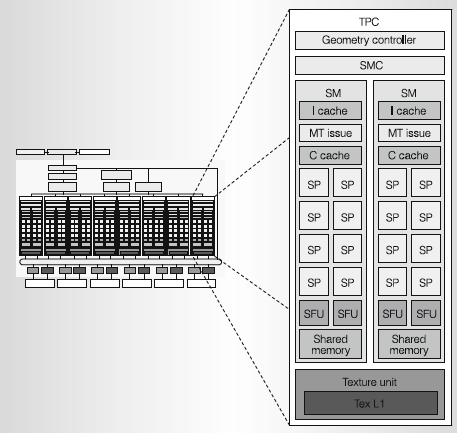 TPC
Geometry controller
SMC
SM SM
I cache I cache
MT issue MT issue
C cache C cache
SP SP SP SP
SP SP SP SP
SP SP SP SP
SP SP SP SP
SFU SFU SFU SFU
Shared Shared
memory memory
Texture unit
Tex L1